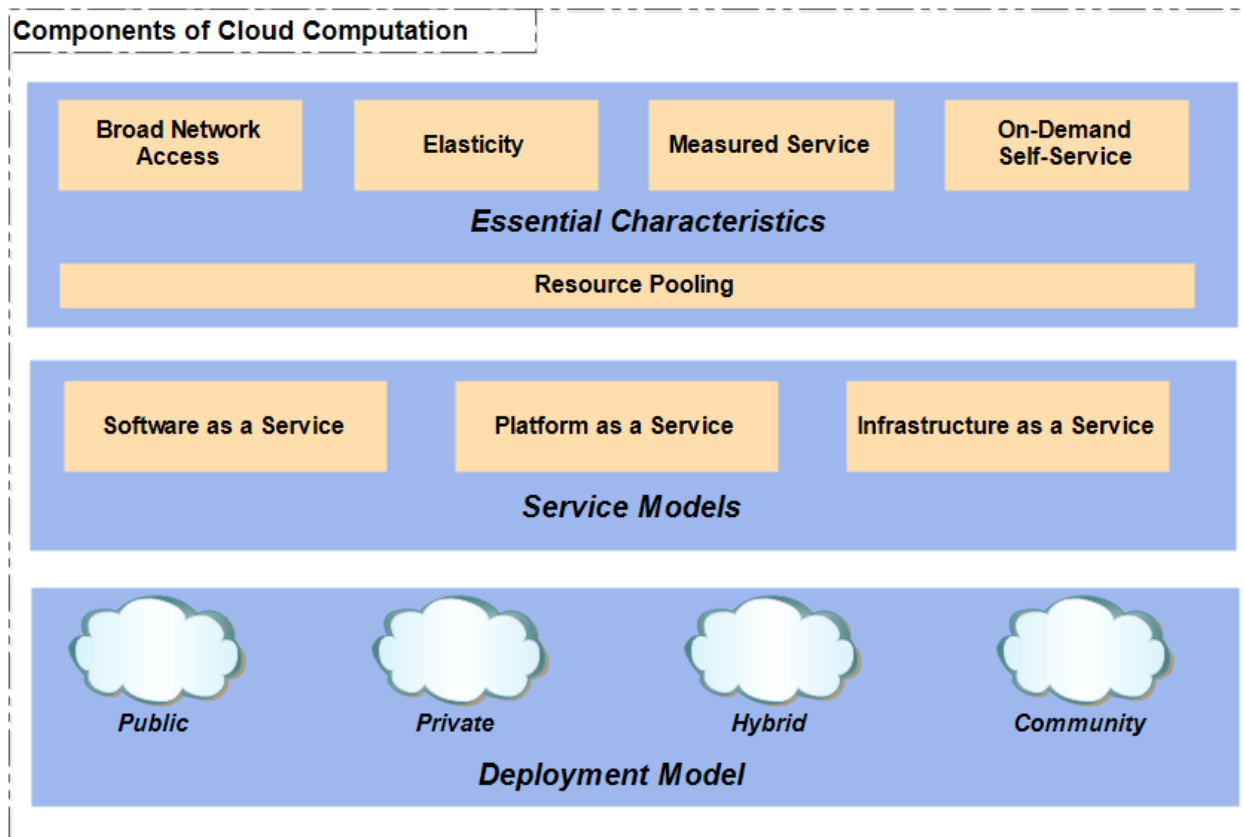 Components of Cloud Computation
Broad Network
Access
Elasticity
Measured Service
On-Demand
Self-Service
Essential Characteristics
Resource Pooling
Software as a Service
Platform as a Service
Infrastructure as a Service
Service Models
Public
Private
Hybrid
Community
Deployment Model